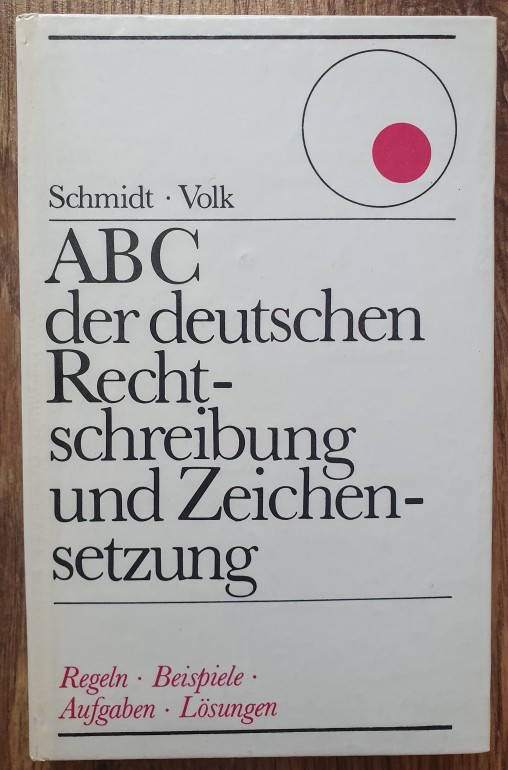 Schmidt · Volk
ABC
der deutschen
Recht-
schreibung
und Zeichen-
setzung
Regeln · Beispiele ·
Aufgaben · Lösungen